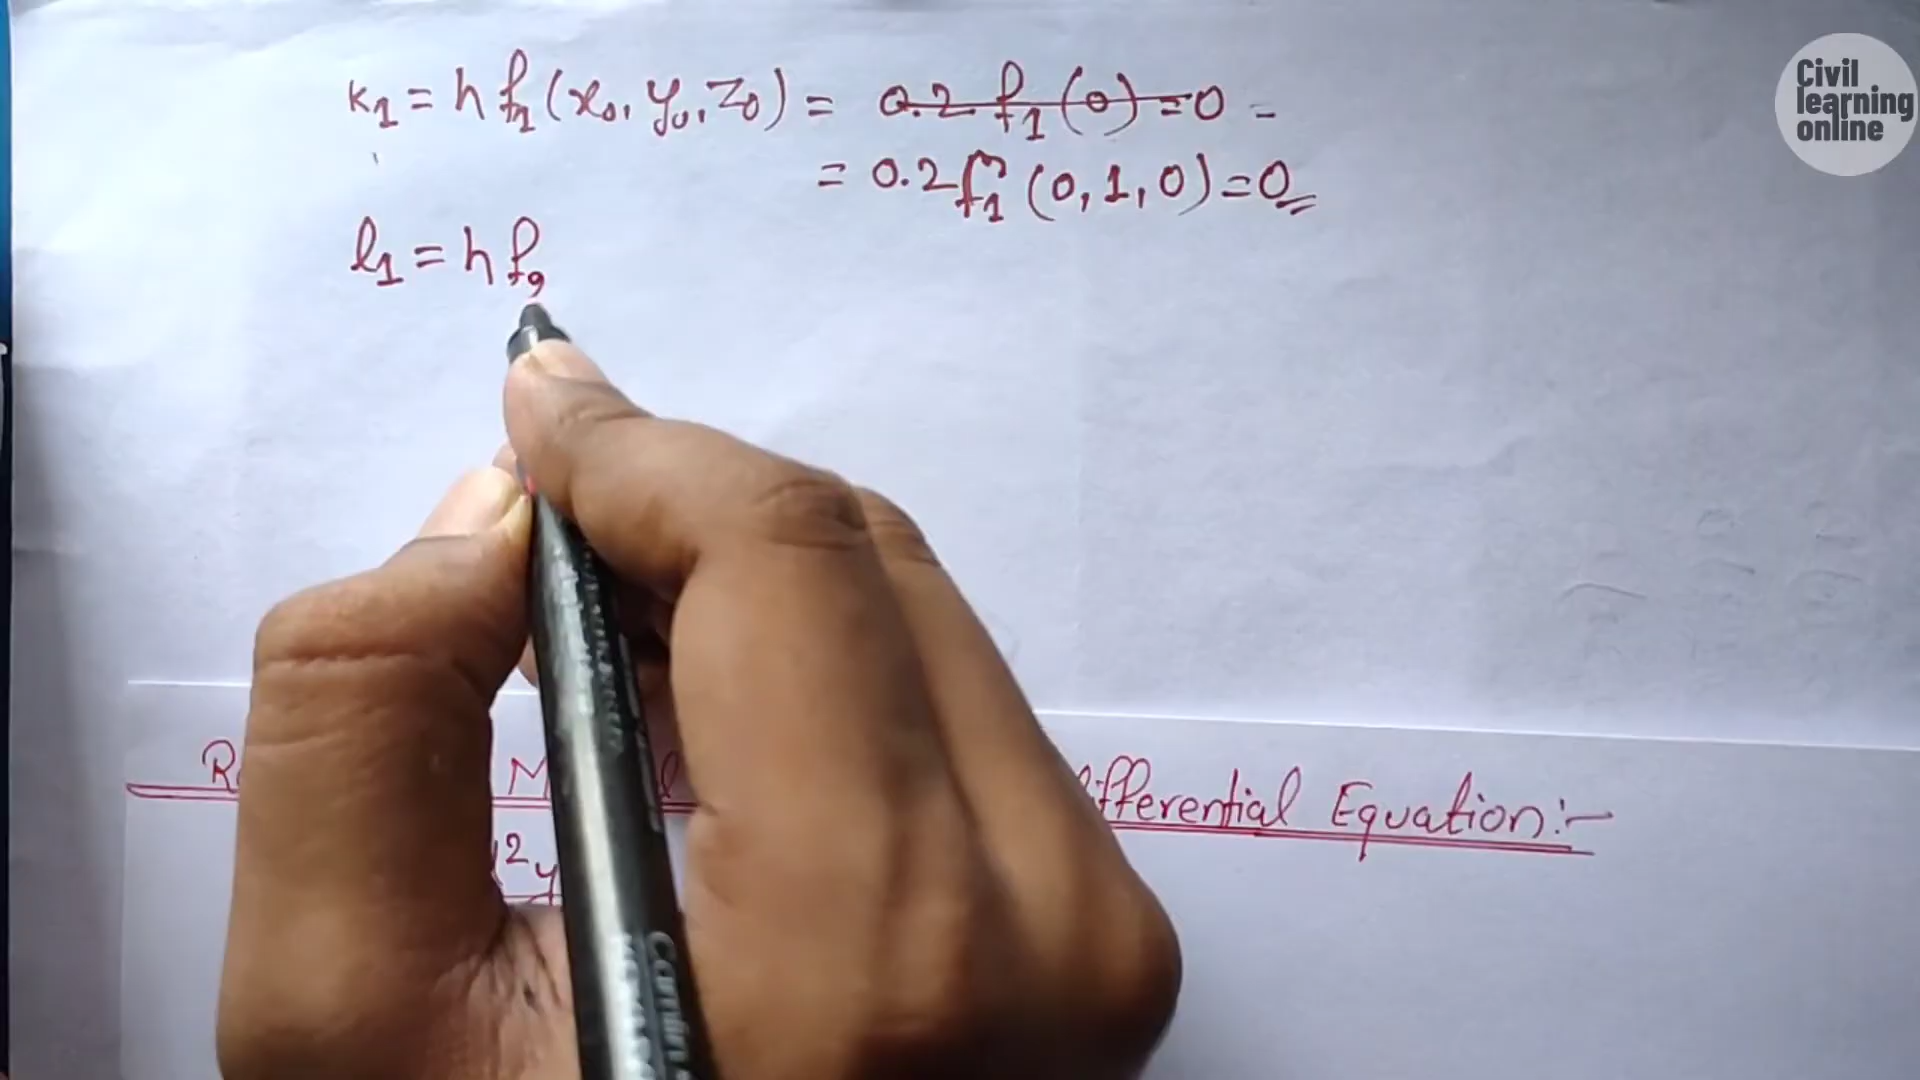 k₁ = h f₁ (x₀, y₀, z₀) = 0.2 f₁ (0) = 0 =
= 0.2 f₁ (0, 1, 0) = 0
l₁ = h f
Differential Equation:-
Civil
learning
online